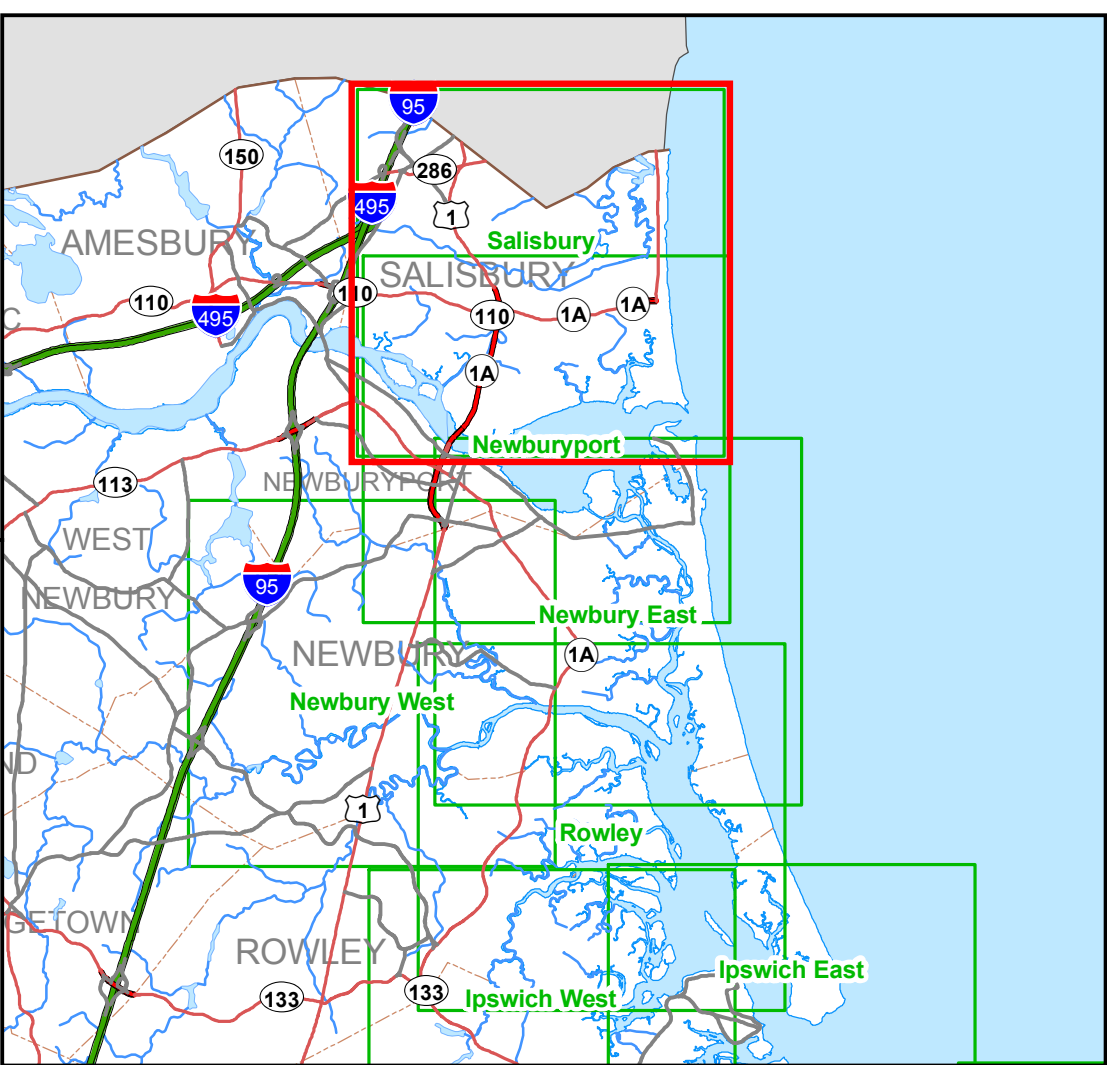 95
150
286
495
1
AMESBURY
Salisbury
SALISBURY
110
110
495
110
1A
1A
C
1A
Newburyport
113
NEWBURYPORT
WEST
NEWBURY
95
Newbury East
NEWBURY
1A
Newbury West
ND
1
Rowley
GETOWN
ROWLEY
Ipswich East
133
133
Ipswich West